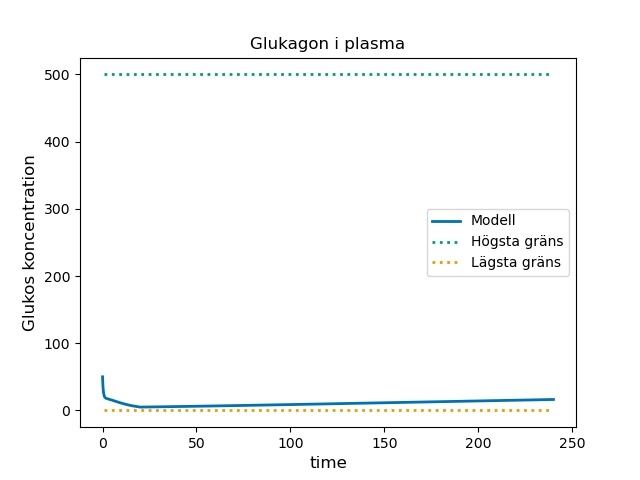 Glukagon i plasma
Glukos koncentration
500
400
300
200
100
0
Modell
Högsta gräns
Lägsta gräns
0 50 100 150 200 250
time